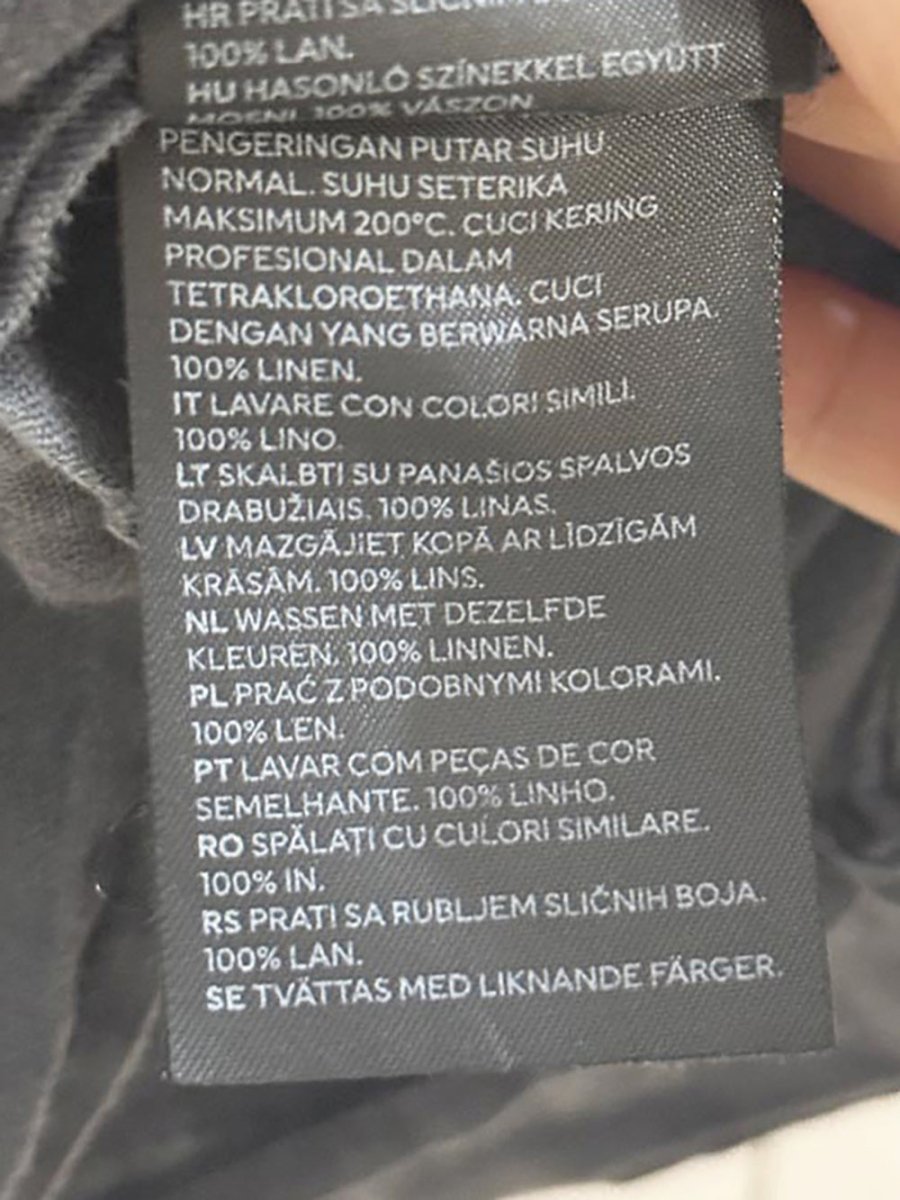 HR PRATI SA
100% LAN.
HU HASONLÓ SZÍNEKKEL EGYÜTT
MOSNI. 100% VÁSZON.
PENGERINGAN PUTAR SUHU
NORMAL. SUHU SETERIKA
MAKSIMUM 200°C. CUCI KERING
PROFESIONAL DALAM
TETRAKLOROETHANA. CUCI
DENGAN YANG BERWARNA SERUPA.
100% LINEN.
IT LAVARE CON COLORI SIMILI.
100% LINO.
LT SKALBTI SU PANAŠIOS SPALVOS
DRABUŽIAIS. 100% LINAS.
LV MAZGĀJIET KOPĀ AR LĪDZĪGĀM
KRĀSĀM. 100% LINS.
NL WASSEN MET DEZELFDE
KLEUREN. 100% LINNEN.
PL PRAĆ Z PODOBNYMI KOLORAMI.
100% LEN.
PT LAVAR COM PEÇAS DE COR
SEMELHANTE. 100% LINHO.
RO SPĂLAȚI CU CULORI SIMILARE.
100% IN.
RS PRATI SA RUBLJEM SLIČNIH BOJA.
100% LAN.
SE TVÄTTAS MED LIKNANDE FÄRGER.